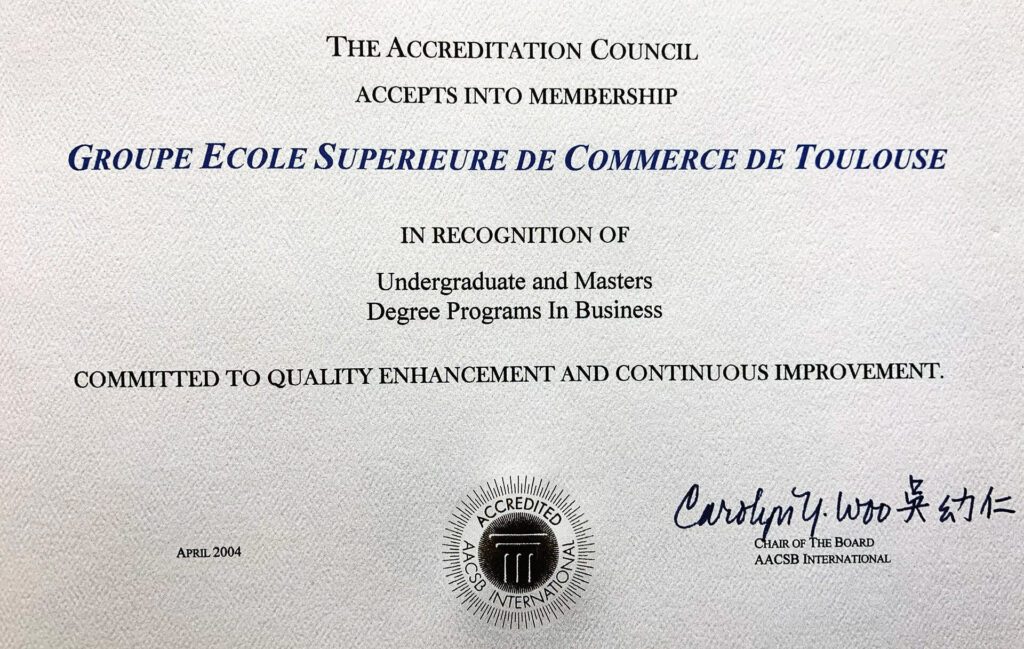 THE ACCREDITATION COUNCIL
ACCEPTS INTO MEMBERSHIP
GROUPE ECOLE SUPERIEURE DE COMMERCE DE TOULOUSE
IN RECOGNITION OF
Undergraduate and Masters
Degree Programs In Business
COMMITTED TO QUALITY ENHANCEMENT AND CONTINUOUS IMPROVEMENT.
APRIL 2004
ACCREDITED
AACSB INTERNATIONAL
Carolyn Y. Woo 吳幼仁
CHAIR OF THE BOARD
AACSB INTERNATIONAL